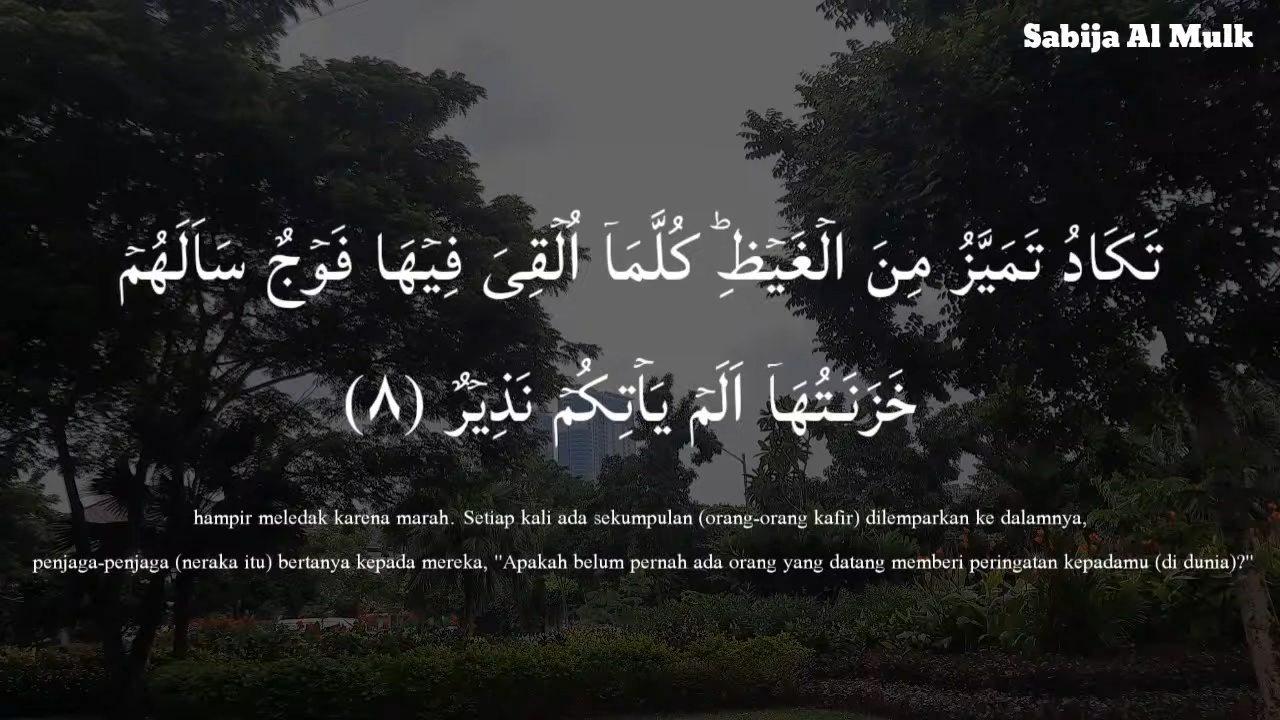 Sabija Al Mulk
تَكَادُ تَمَيَّزُ مِنَ الْغَيْظِۗ كُلَّمَآ اُلْقِيَ فِيْهَا فَوْجٌ سَاَلَهُمْ
خَزَنَتُهَآ اَلَمْ يَأْتِكُمْ نَذِيْرٌ (٨)
hampir meledak karena marah. Setiap kali ada sekumpulan (orang-orang kafir) dilemparkan ke dalamnya,
penjaga-penjaga (neraka itu) bertanya kepada mereka, "Apakah belum pernah ada orang yang datang memberi peringatan kepadamu (di dunia)?"